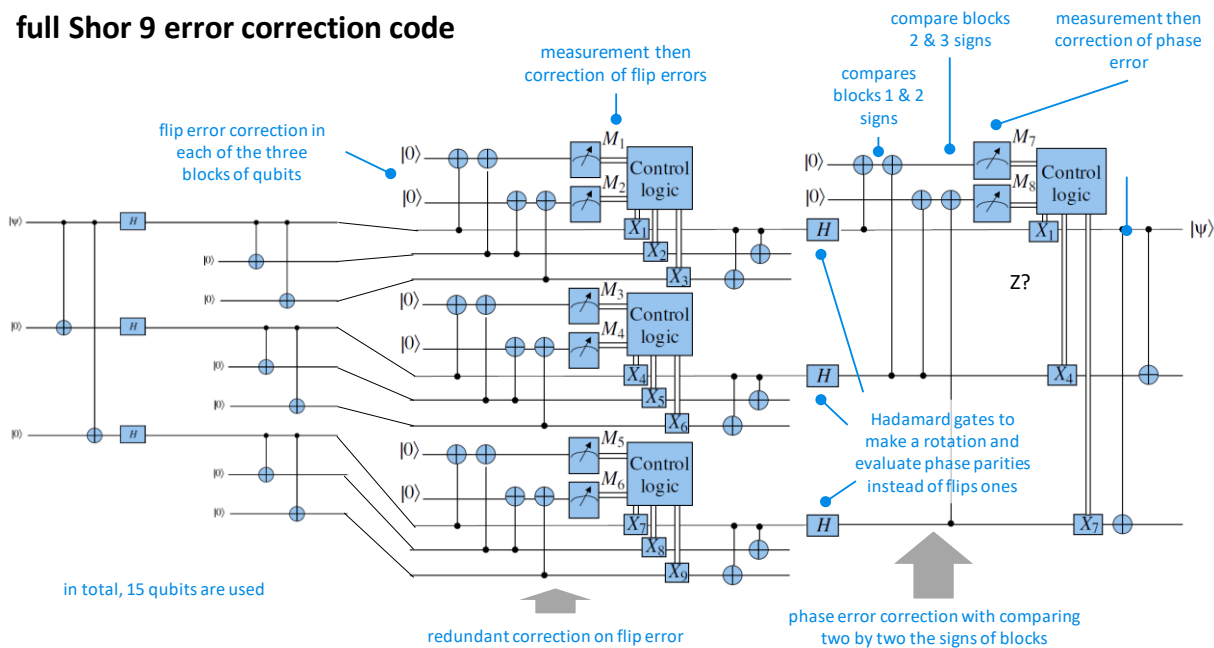 full Shor 9 error correction code
measurement then
correction of flip errors
compare blocks
2 & 3 signs
measurement then
correction of phase
error
compares
blocks 1 & 2
signs
flip error correction in
each of the three
blocks of qubits
|0⟩ M1
|0⟩ M2
Control
logic
X1
X2
X3
|0⟩ M7
|0⟩ M8
Control
logic
|ψ⟩ H
|0⟩
|0⟩
H X1 |ψ⟩
Z?
|0⟩ M3
|0⟩ M4
Control
logic
X4
X5
X6
|0⟩ H
|0⟩
|0⟩
H X4
Hadamard gates to
make a rotation and
evaluate phase parities
instead of flips ones
|0⟩ M5
|0⟩ M6
Control
logic
X7
X8
X9
|0⟩ H
|0⟩
|0⟩
H X7
in total, 15 qubits are used
redundant correction on flip error
phase error correction with comparing
two by two the signs of blocks